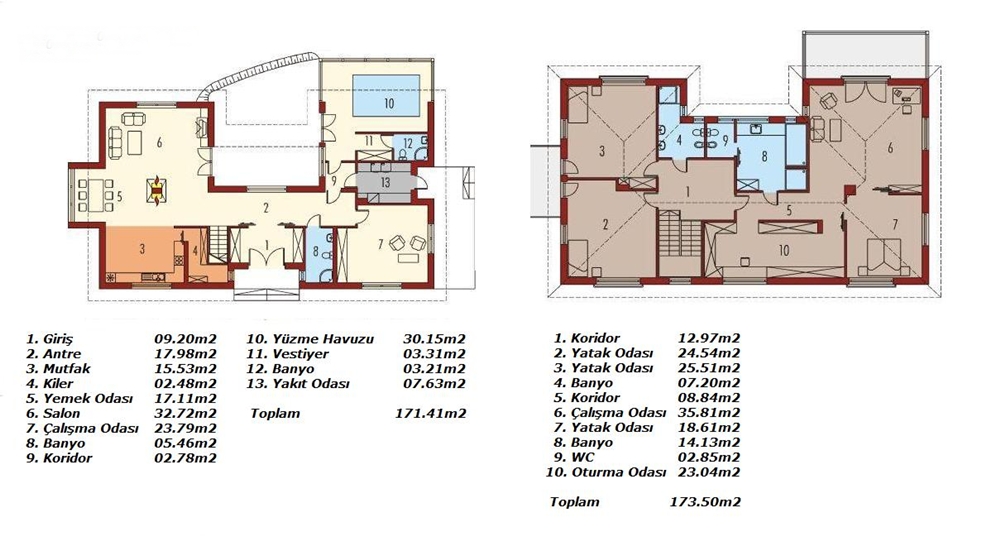 10
11
12
6
13
9
5
2
3
4
1
8
7
3
4
9
8
6
1
5
2
10
7
1. Giriş 09.20m2
2. Antre 17.98m2
3. Mutfak 15.53m2
4. Kiler 02.48m2
5. Yemek Odası 17.11m2
6. Salon 32.72m2
7. Çalışma Odası 23.79m2
8. Banyo 05.46m2
9. Koridor 02.78m2
10. Yüzme Havuzu 30.15m2
11. Vestiyer 03.31m2
12. Banyo 03.21m2
13. Yakıt Odası 07.63m2
Toplam 171.41m2
1. Koridor 12.97m2
2. Yatak Odası 24.54m2
3. Yatak Odası 25.51m2
4. Banyo 07.20m2
5. Koridor 08.84m2
6. Çalışma Odası 35.81m2
7. Yatak Odası 18.61m2
8. Banyo 14.13m2
9. WC 02.85m2
10. Oturma Odası 23.04m2
Toplam 173.50m2